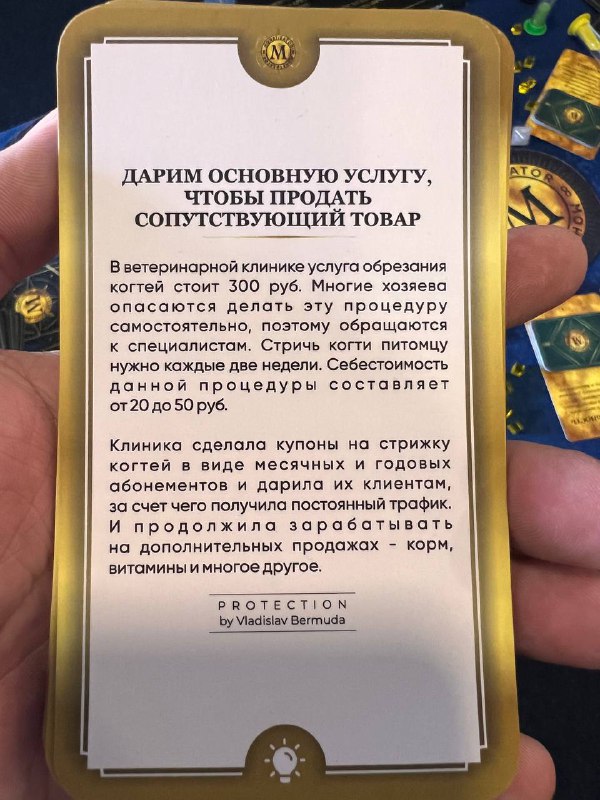 M
ДАРИМ ОСНОВНУЮ УСЛУГУ,
ЧТОБЫ ПРОДАТЬ
СОПУТСТВУЮЩИЙ ТОВАР
В ветеринарной клинике услуга обрезания
когтей стоит 300 руб. Многие хозяева
опасаются делать эту процедуру
самостоятельно, поэтому обращаются
к специалистам. Стричь когти питомцу
нужно каждые две недели. Себестоимость
данной процедуры составляет
от 20 до 50 руб.
Клиника сделала купоны на стрижку
когтей в виде месячных и годовых
абонементов и дарила их клиентам,
за счет чего получила постоянный трафик.
И продолжила зарабатывать
на дополнительных продажах - корм,
витамины и многое другое.
PROTECTION
by Vladislav Bermuda
M